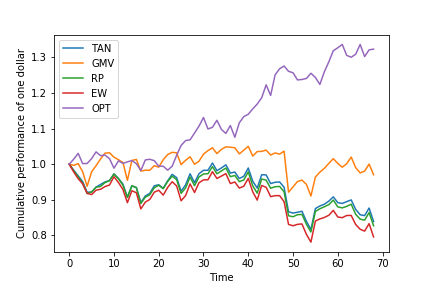 Cumulative performance of one dollar
1.3
1.2
1.1
1.0
0.9
0.8
TAN
GMV
RP
EW
OPT
0 10 20 30 40 50 60 70
Time